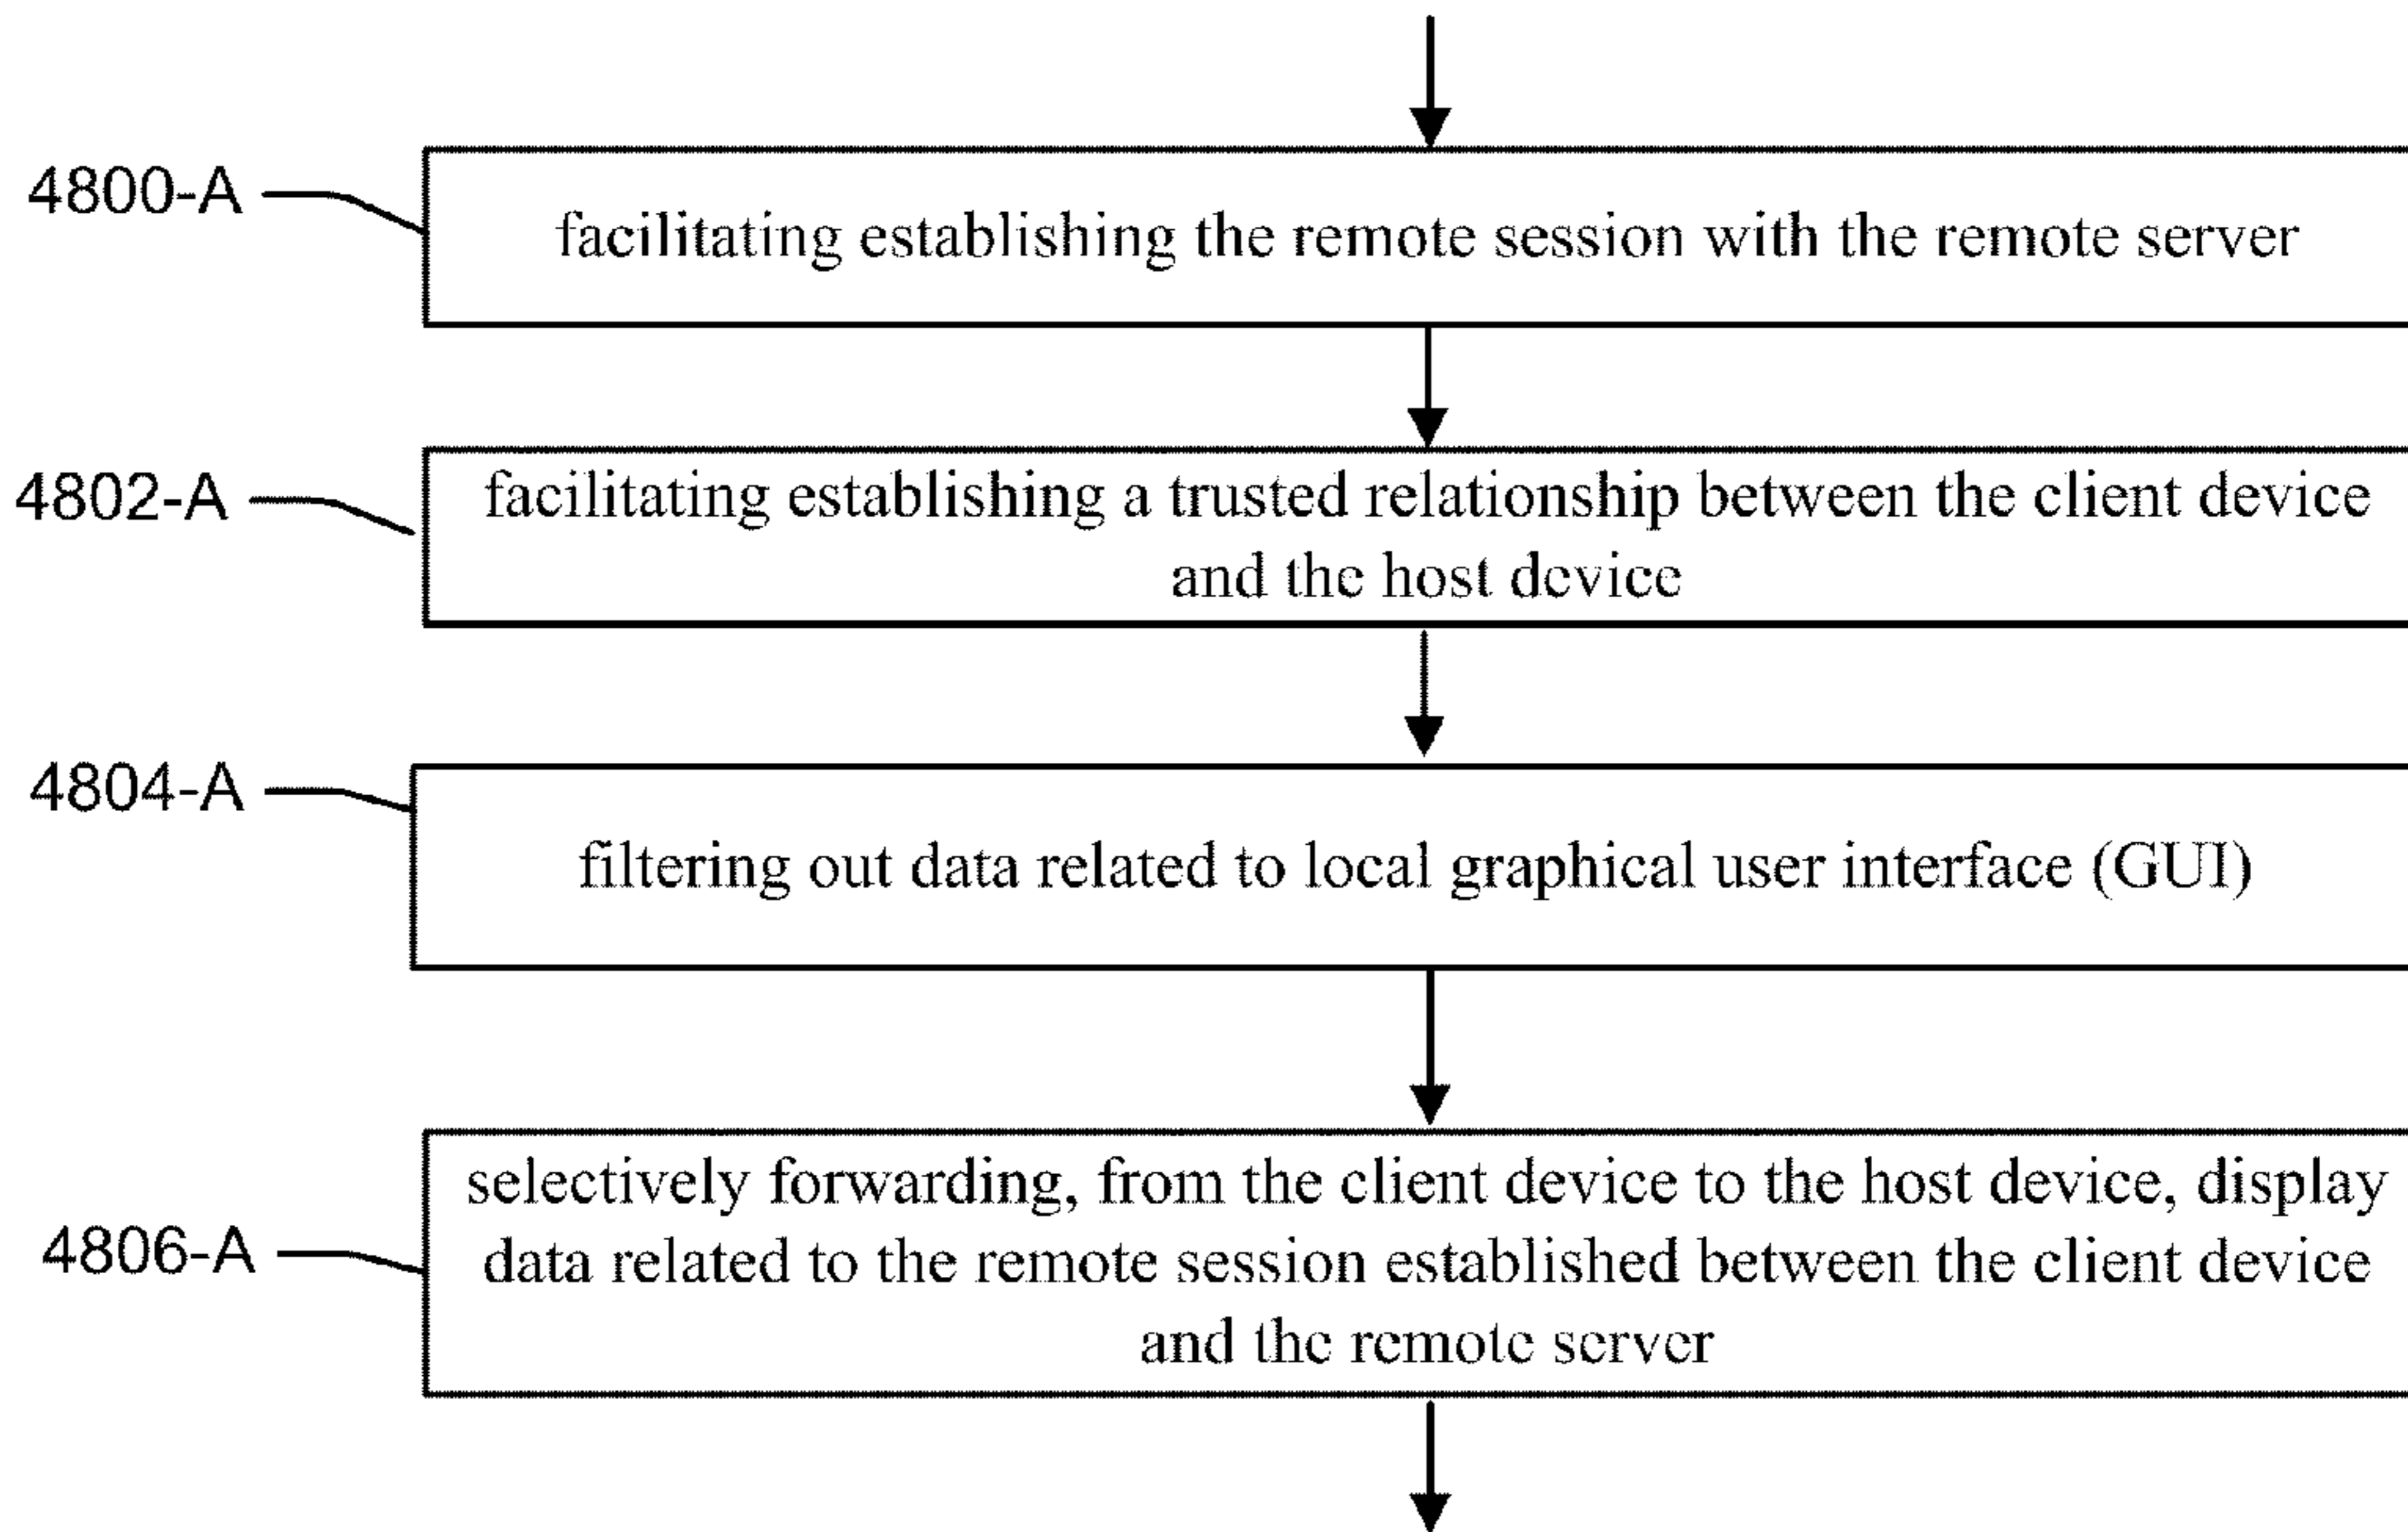 4800-A
facilitating establishing the remote session with the remote server
4802-A
facilitating establishing a trusted relationship between the client device
and the host device
4804-A
filtering out data related to local graphical user interface (GUI)
4806-A
selectively forwarding, from the client device to the host device, display
data related to the remote session established between the client device
and the remote server